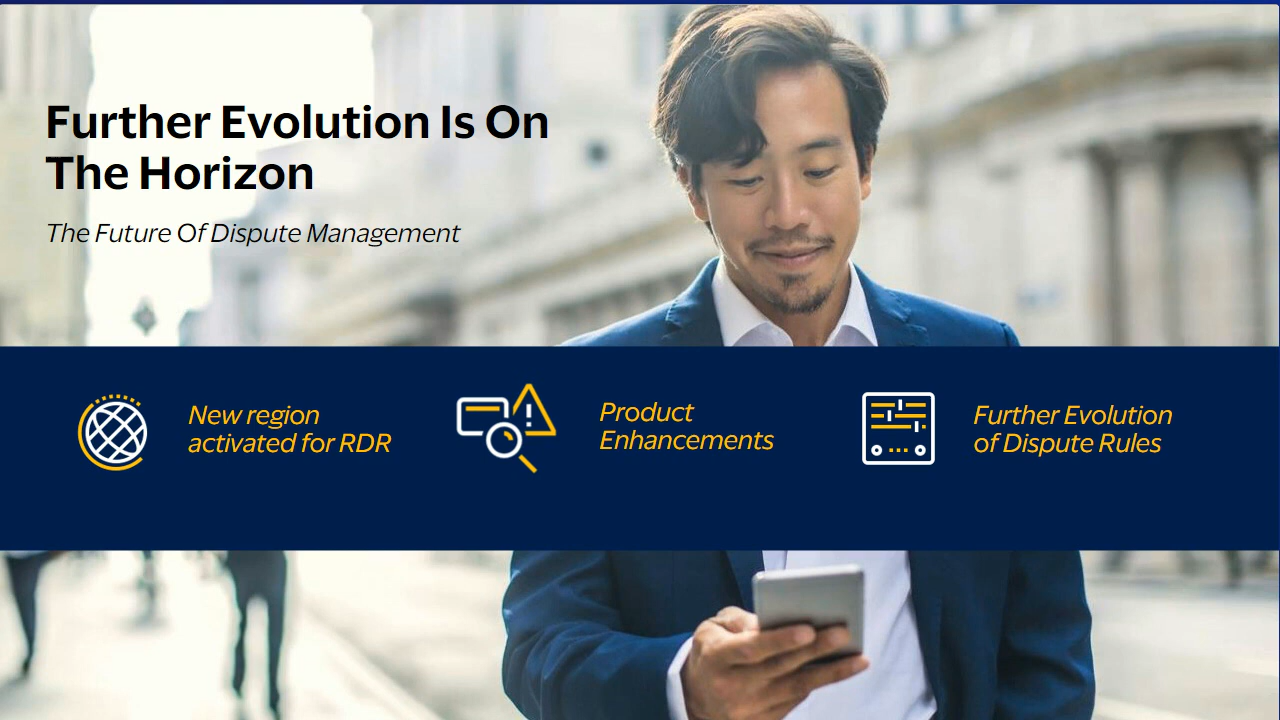 Further Evolution Is On
The Horizon
The Future Of Dispute Management
New region
activated for RDR
Product
Enhancements
Further Evolution
of Dispute Rules